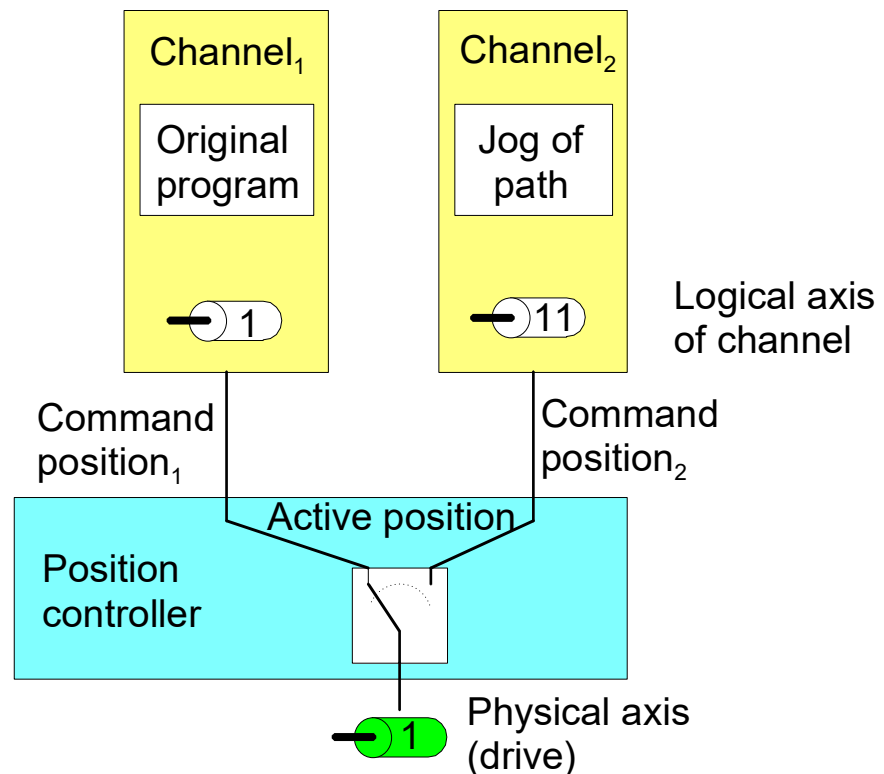 Channel₁
Original
program
1
Channel₂
Jog of
path
11
Logical axis
of channel
Command
position₁
Command
position₂
Active position
Position
controller
1
Physical axis
(drive)